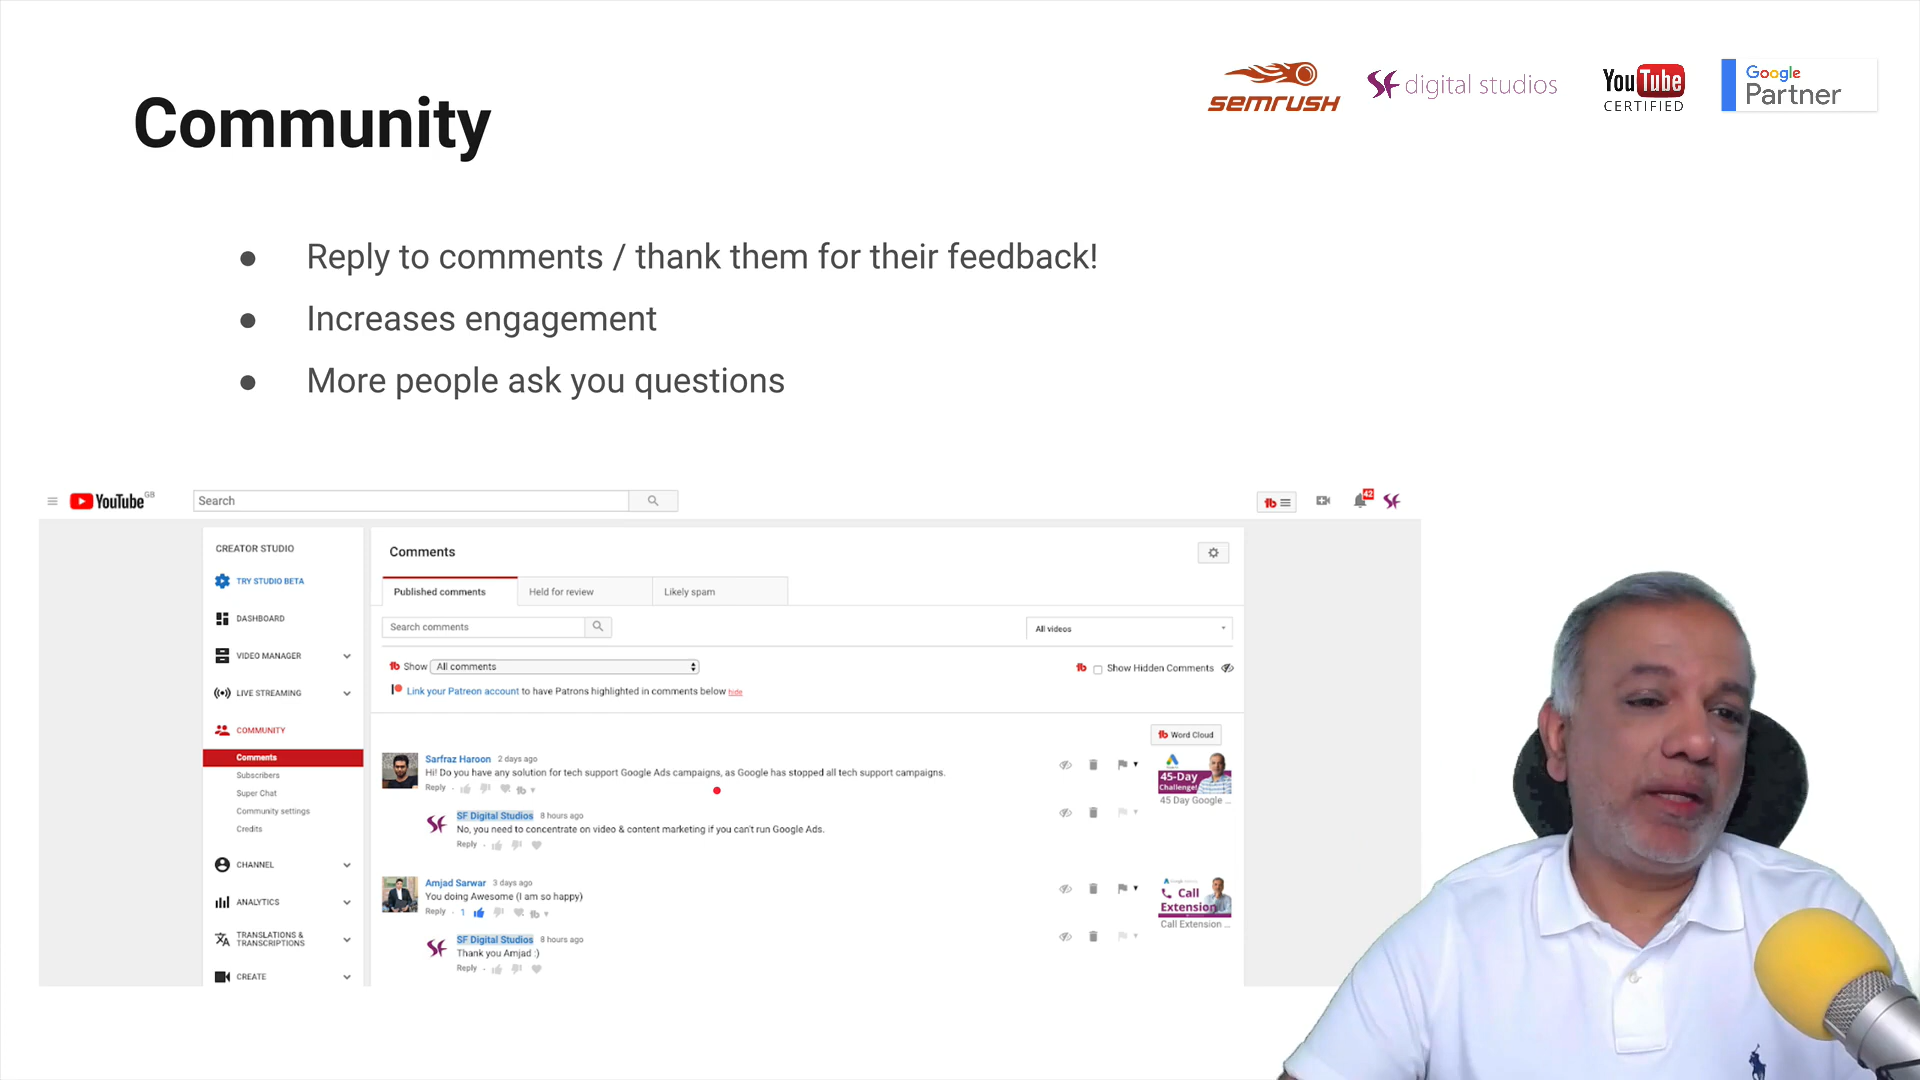 SEMRUSH
SF digital studios
YouTube
CERTIFIED
Google
Partner
Community
● Reply to comments / thank them for their feedback!
● Increases engagement
● More people ask you questions
YouTube GB
Search
42
CREATOR STUDIO
TRY STUDIO BETA
DASHBOARD
VIDEO MANAGER
LIVE STREAMING
COMMUNITY
Comments
Subscribers
Super Chat
Community settings
Credits
CHANNEL
ANALYTICS
TRANSLATIONS &
TRANSCRIPTIONS
CREATE
Comments
Published comments
Held for review
Likely spam
Search comments
All videos
tb Show All comments
tb Show Hidden Comments
Link your Patreon account to have Patrons highlighted in comments below hide
tb Word Cloud
Sarfraz Haroon 2 days ago
Hi! Do you have any solution for tech support Google Ads campaigns, as Google has stopped all tech support campaigns.
Reply
45-Day
Challenge!
45 Day Google ...
SF Digital Studios 8 hours ago
No, you need to concentrate on video & content marketing if you can't run Google Ads.
Reply
Amjad Sarwar 3 days ago
You doing Awesome (I am so happy)
Reply · 1
Call
Extension
Call Extension ...
SF Digital Studios 8 hours ago
Thank you Amjad :)
Reply